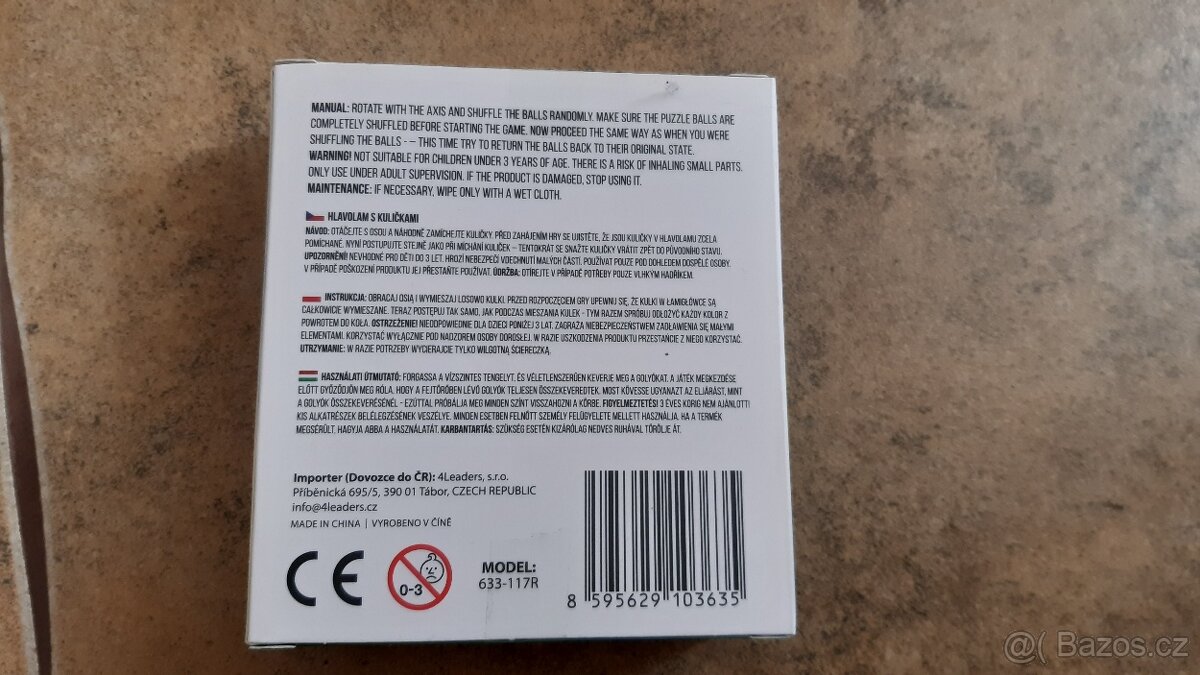 MANUAL: ROTATE WITH THE AXIS AND SHUFFLE THE BALLS RANDOMLY. MAKE SURE THE PUZZLE BALLS ARE
COMPLETELY SHUFFLED BEFORE STARTING THE GAME. NOW PROCEED THE SAME WAY AS WHEN YOU WERE
SHUFFLING THE BALLS - – THIS TIME TRY TO RETURN THE BALLS BACK TO THEIR ORIGINAL STATE.
WARNING! NOT SUITABLE FOR CHILDREN UNDER 3 YEARS OF AGE. THERE IS A RISK OF INHALING SMALL PARTS.
ONLY USE UNDER ADULT SUPERVISION. IF THE PRODUCT IS DAMAGED, STOP USING IT.
MAINTENANCE: IF NECESSARY, WIPE ONLY WITH A WET CLOTH.
HLAVOLAM S KULIČKAMI
NÁVOD: OTÁČEJTE S OSOU A NÁHODNĚ ZAMÍCHEJTE KULIČKY. PŘED ZAHÁJENÍM HRY SE UJISTĚTE, ŽE JSOU KULIČKY V HLAVOLAMU ZCELA
POMÍCHANÉ. NYNÍ POSTUPUJTE STEJNĚ JAKO PŘI MÍCHÁNÍ KULIČEK – TENTOKRÁT SE SNAŽTE KULIČKY VRÁTIT ZPĚT DO PŮVODNÍHO STAVU.
UPOZORNĚNÍ! NEVHODNÉ PRO DĚTI DO 3 LET. HROZÍ NEBEZPEČÍ VDECHNUTÍ MALÝCH ČÁSTÍ. POUŽÍVAT POUZE POD DOHLEDEM DOSPĚLÉ OSOBY.
V PŘÍPADĚ POŠKOZENÍ PRODUKTU JEJ PŘESTAŇTE POUŽÍVAT. ÚDRŽBA: OTÍREJTE V PŘÍPADĚ POTŘEBY POUZE VLHKÝM HADŘÍKEM.
INSTRUKCJA: OBRACAJ OSIĄ I WYMIESZAJ LOSOWO KULKI. PRZED ROZPOCZĘCIEM GRY UPEWNIJ SIĘ, ŻE KULKI W ŁAMIGŁÓWCE SĄ
CAŁKOWICIE WYMIESZANE. TERAZ POSTĘPUJ TAK SAMO, JAK PODCZAS MIESZANIA KULEK - TYM RAZEM SPRÓBUJ ODŁOŻYĆ KAŻDY KOLOR Z
POWROTEM DO KOŁA. OSTRZEŻENIE! NIEODPOWIEDNIE DLA DZIECI PONIŻEJ 3 LAT. ZAGRAŻA NIEBEZPIECZEŃSTWEM ZADŁAWIENIA SIĘ MAŁYMI
ELEMENTAMI. KORZYSTAĆ WYŁĄCZNIE POD NADZOREM OSOBY DOROSŁEJ. W RAZIE USZKODZENIA PRODUKTU PRZESTAŃCIE Z NIEGO KORZYSTAĆ.
UTRZYMANIE: W RAZIE POTRZEBY WYCIERAJCIE TYLKO WILGOTNĄ ŚCIERECZKĄ.
HASZNÁLATI ÚTMUTATÓ: FORGASSA A VÍZSZINTES TENGELYT, ÉS VÉLETLENSZERŰEN KEVERJE MEG A GOLYÓKAT. A JÁTÉK MEGKEZDÉSE
ELŐTT GYŐZŐDJÖN MEG RÓLA, HOGY A FEJTÖRŐBEN LÉVŐ GOLYÓK TELJESEN ÖSSZEKEVEREDTEK. MOST KÖVESSE UGYANAZT AZ ELJÁRÁST, MINT
A GOLYÓK ÖSSZEKEVERÉSÉNÉL - EZÚTTAL PRÓBÁLJA MEG MINDEN SZÍNT VISSZAHOZNI A KÖRBE. FIGYELMEZTETÉS! 3 ÉVES KORIG NEM AJÁNLOTT!
KIS ALKATRÉSZEK BELÉLEGZÉSÉNEK VESZÉLYE. MINDEN ESETBEN FELNŐTT SZEMÉLY FELÜGYELETE MELLETT HASZNÁLJA. HA A TERMÉK
MEGSÉRÜLT, HAGYJA ABBA A HASZNÁLATÁT. KARBANTARTÁS: SZÜKSÉG ESETÉN KIZÁRÓLAG NEDVES RUHÁVAL TÖRÖLJE ÁT.
Importer (Dovozce do ČR): 4Leaders, s.r.o.
Příběnická 695/5, 390 01 Tábor, CZECH REPUBLIC
info@4leaders.cz
MADE IN CHINA | VYROBENO V ČÍNĚ
CE
0-3
MODEL:
633-117R
8 595629 103635
@( Bazos.cz